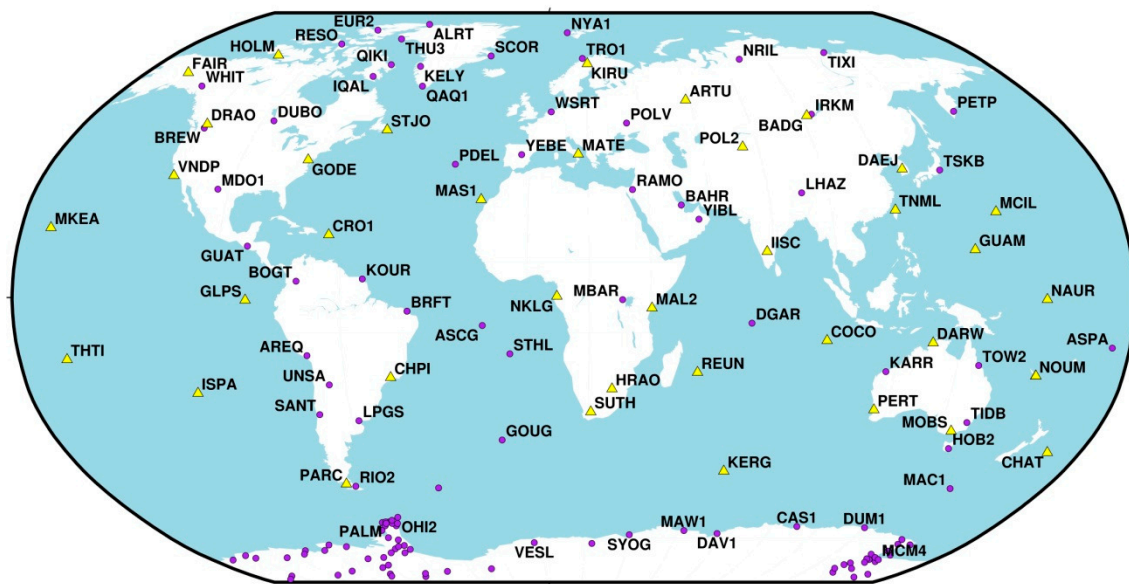 EUR2
RESO
ALRT
NYA1
HOLM
QIKI
THU3
SCOR
TRO1
NRIL
TIXI
FAIR
WHIT
IQAL
KELY
QAQ1
KIRU
ARTU
IRKM
PETP
DRAO
DUBO
WSRT
POLV
BADG
BREW
STJO
POL2
VNDP
GODE
PDEL
YEBE
MATE
DAEJ
TSKB
MDO1
MAS1
RAMO
BAHR
LHAZ
MKEA
YIBL
TNML
MCIL
CRO1
GUAT
IISC
GUAM
BOGT
KOUR
GLPS
BRFT
NKLG
MBAR
MAL2
DGAR
NAUR
ASCG
COCO
DARW
ASPA
THTI
AREQ
STHL
KARR
TOW2
UNSA
CHPI
HRAO
REUN
NOUM
ISPA
SANT
LPGS
SUTH
PERT
TIDB
MOBS
GOUG
HOB2
CHAT
PARC
RIO2
KERG
MAC1
PALM
OHI2
VESL
SYOG
MAW1
DAV1
CAS1
DUM1
MCM4